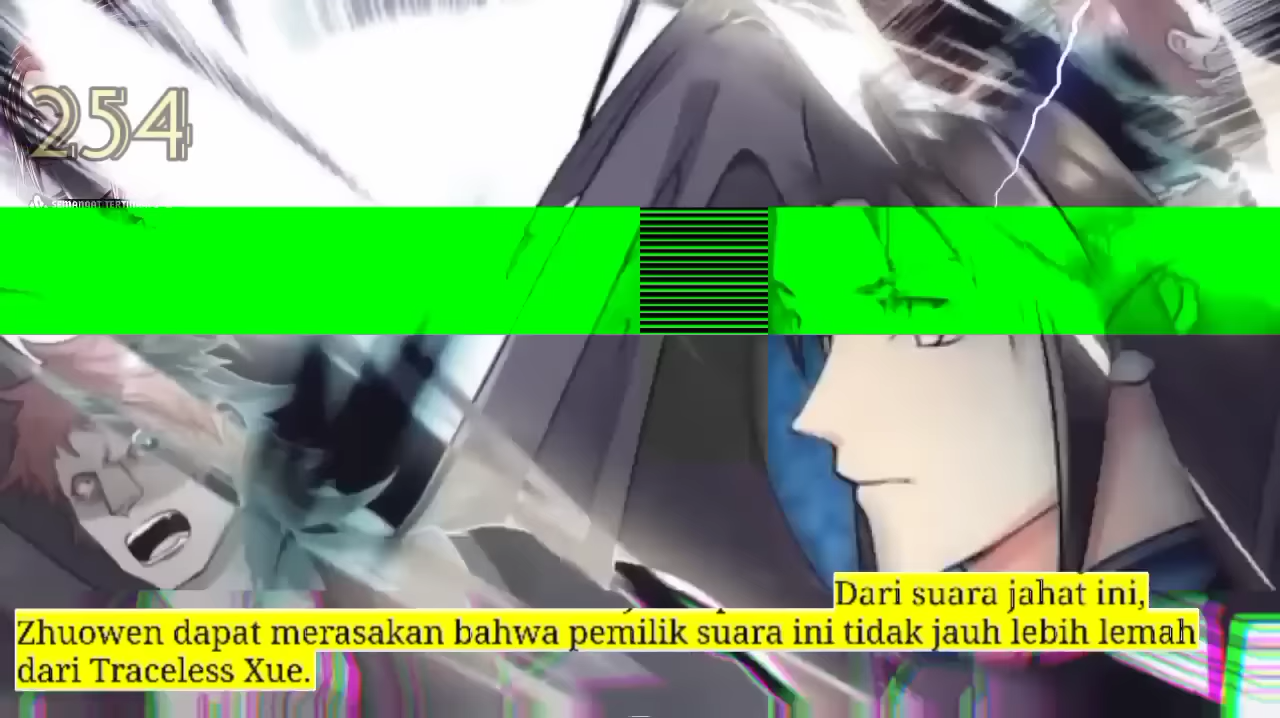 254
Dari suara jahat ini,
Zhuowen dapat merasakan bahwa pemilik suara ini tidak jauh lebih lemah
dari Traceless Xue.